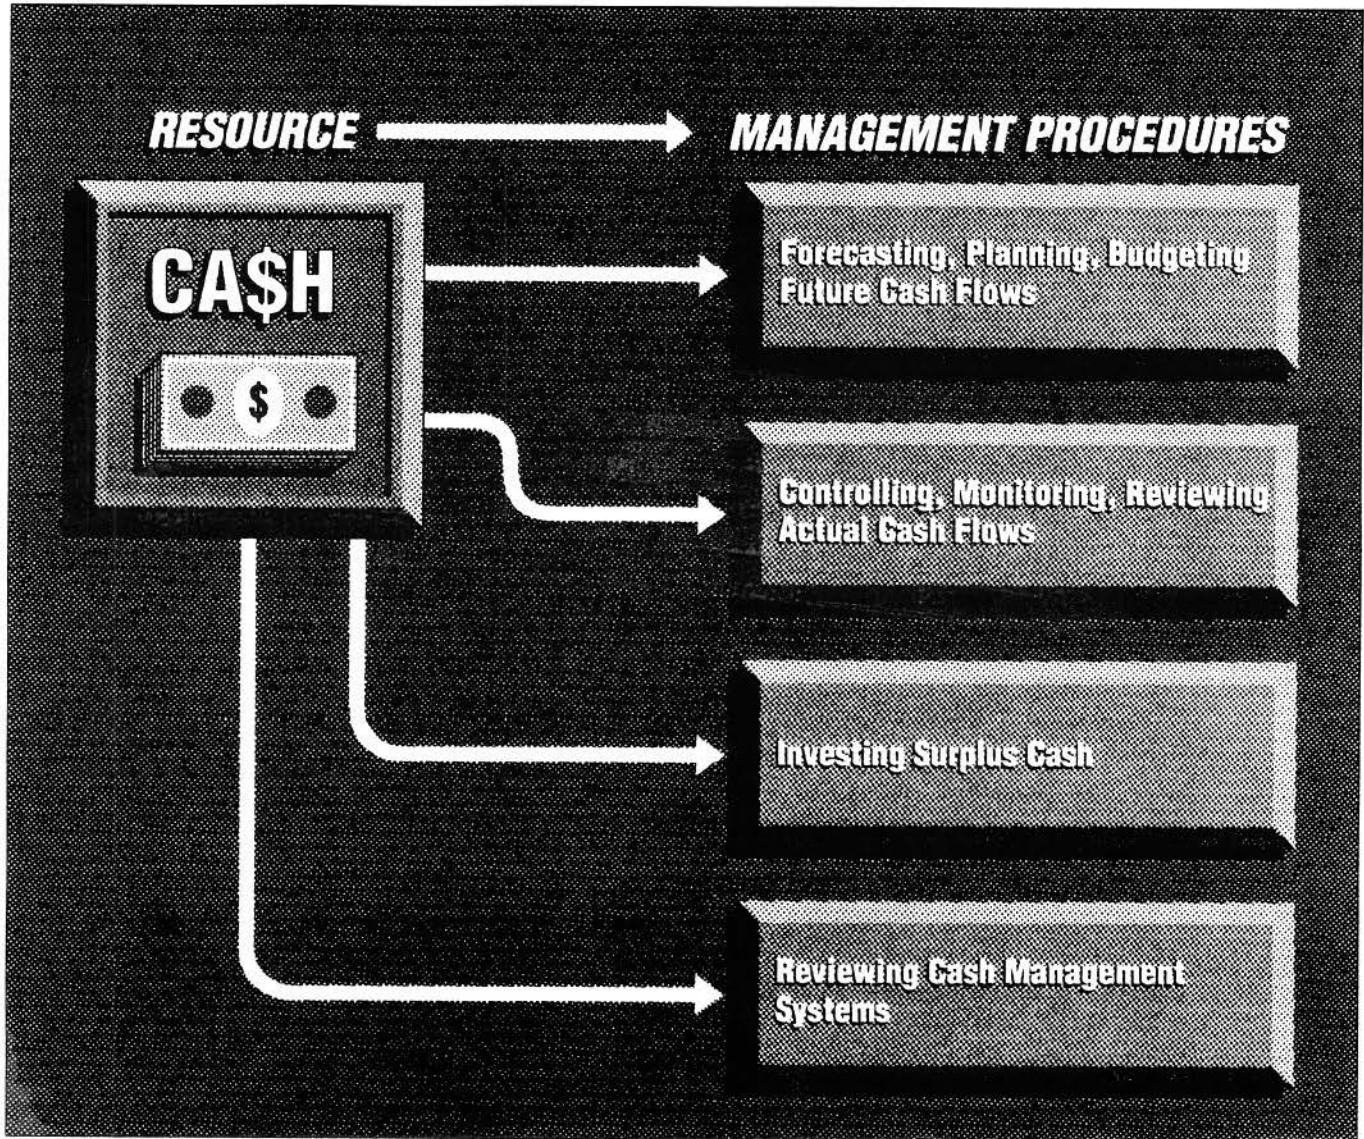 RESOURCE
MANAGEMENT PROCEDURES
CA$H
$
Forecasting, Planning, Budgeting
Future Cash Flows
Controlling, Monitoring, Reviewing
Actual Cash Flows
Investing Surplus Cash
Reviewing Cash Management
Systems